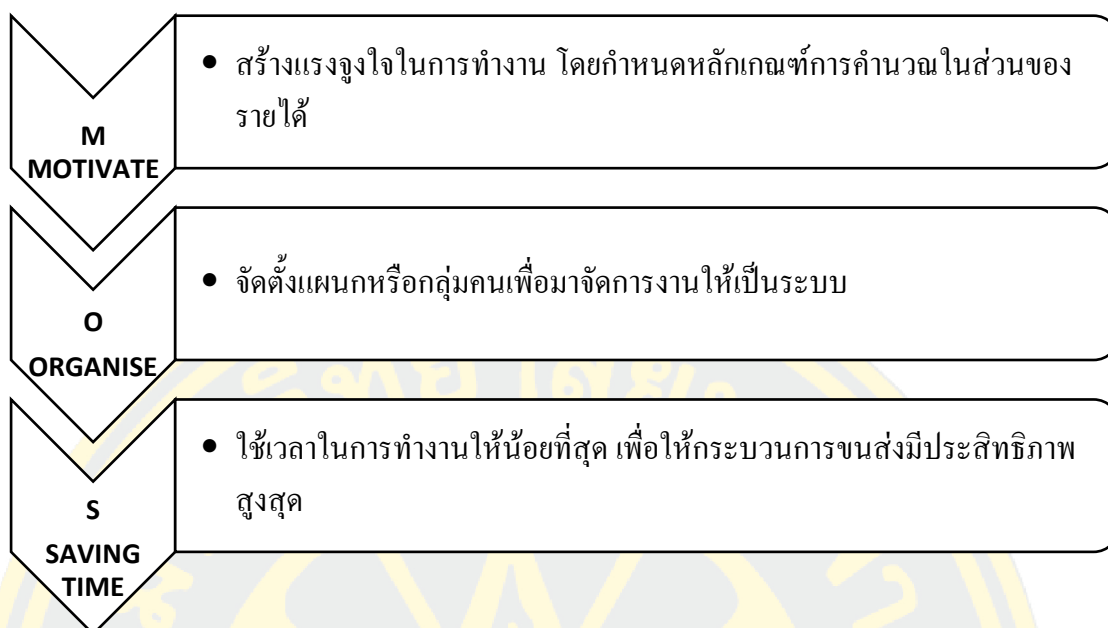 M
MOTIVATE
• สร้างแรงจูงใจในการทำงาน โดยกำหนดหลักเกณฑ์การคำนวณในส่วนของ
รายได้
O
ORGANISE
• จัดตั้งแผนกหรือกลุ่มคนเพื่อมาจัดการงานให้เป็นระบบ
S
SAVING
TIME
• ใช้เวลาในการทำงานให้น้อยที่สุด เพื่อให้กระบวนการขนส่งมีประสิทธิภาพ
สูงสุด